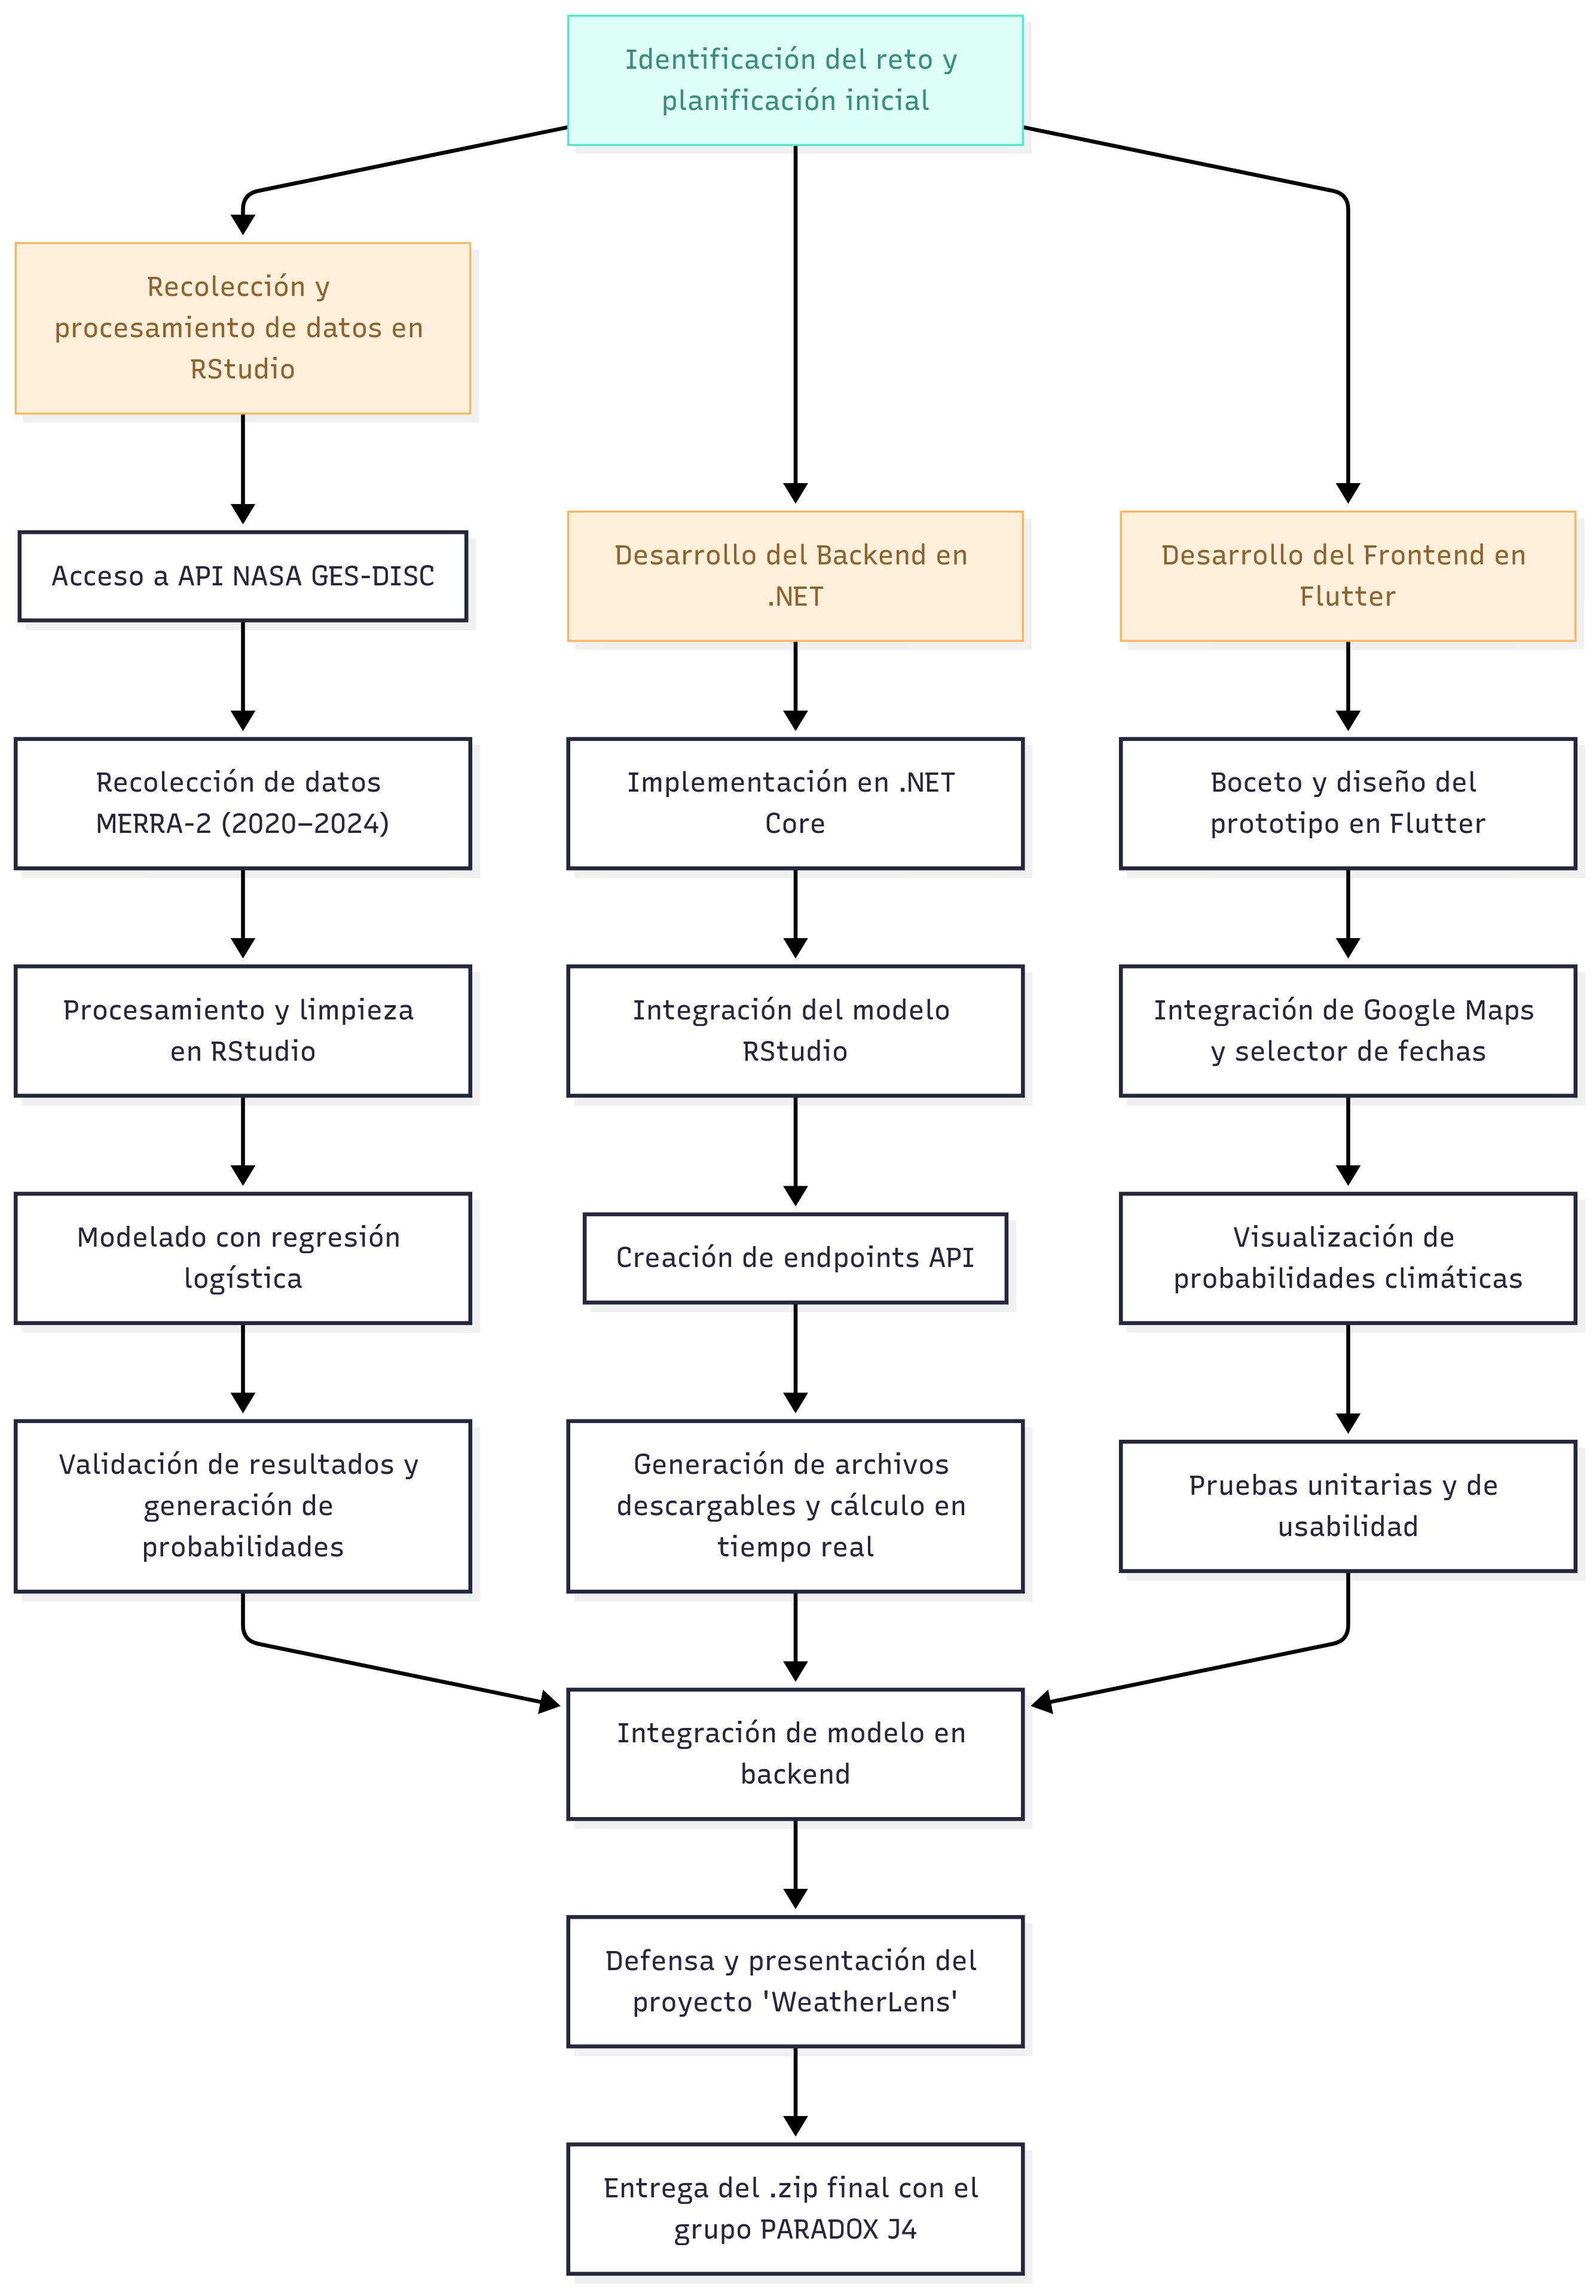 Identificación del reto y
planificación inicial
Recolección y
procesamiento de datos en
RStudio
Acceso a API NASA GES-DISC
Recolección de datos
MERRA-2 (2020–2024)
Procesamiento y limpieza
en RStudio
Modelado con regresión
logística
Validación de resultados y
generación de
probabilidades
Desarrollo del Backend en
.NET
Implementación en .NET
Core
Integración del modelo
RStudio
Creación de endpoints API
Generación de archivos
descargables y cálculo en
tiempo real
Desarrollo del Frontend en
Flutter
Boceto y diseño del
prototipo en Flutter
Integración de Google Maps
y selector de fechas
Visualización de
probabilidades climáticas
Pruebas unitarias y de
usabilidad
Integración de modelo en
backend
Defensa y presentación del
proyecto 'WeatherLens'
Entrega del .zip final con el
grupo PARADOX J4